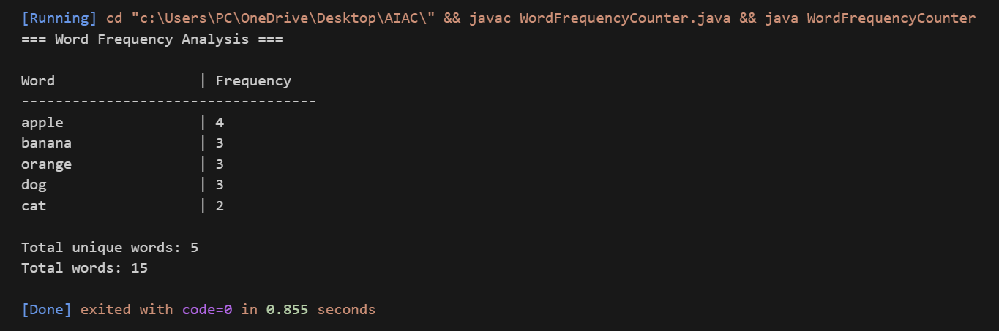 [Running] cd "c:\Users\PC\OneDrive\Desktop\AIAC\" && javac WordFrequencyCounter.java && java WordFrequencyCounter
=== Word Frequency Analysis ===
Word                 | Frequency
-----------------------------------
apple                | 4
banana               | 3
orange               | 3
dog                  | 3
cat                  | 2
Total unique words: 5
Total words: 15
[Done] exited with code=0 in 0.855 seconds